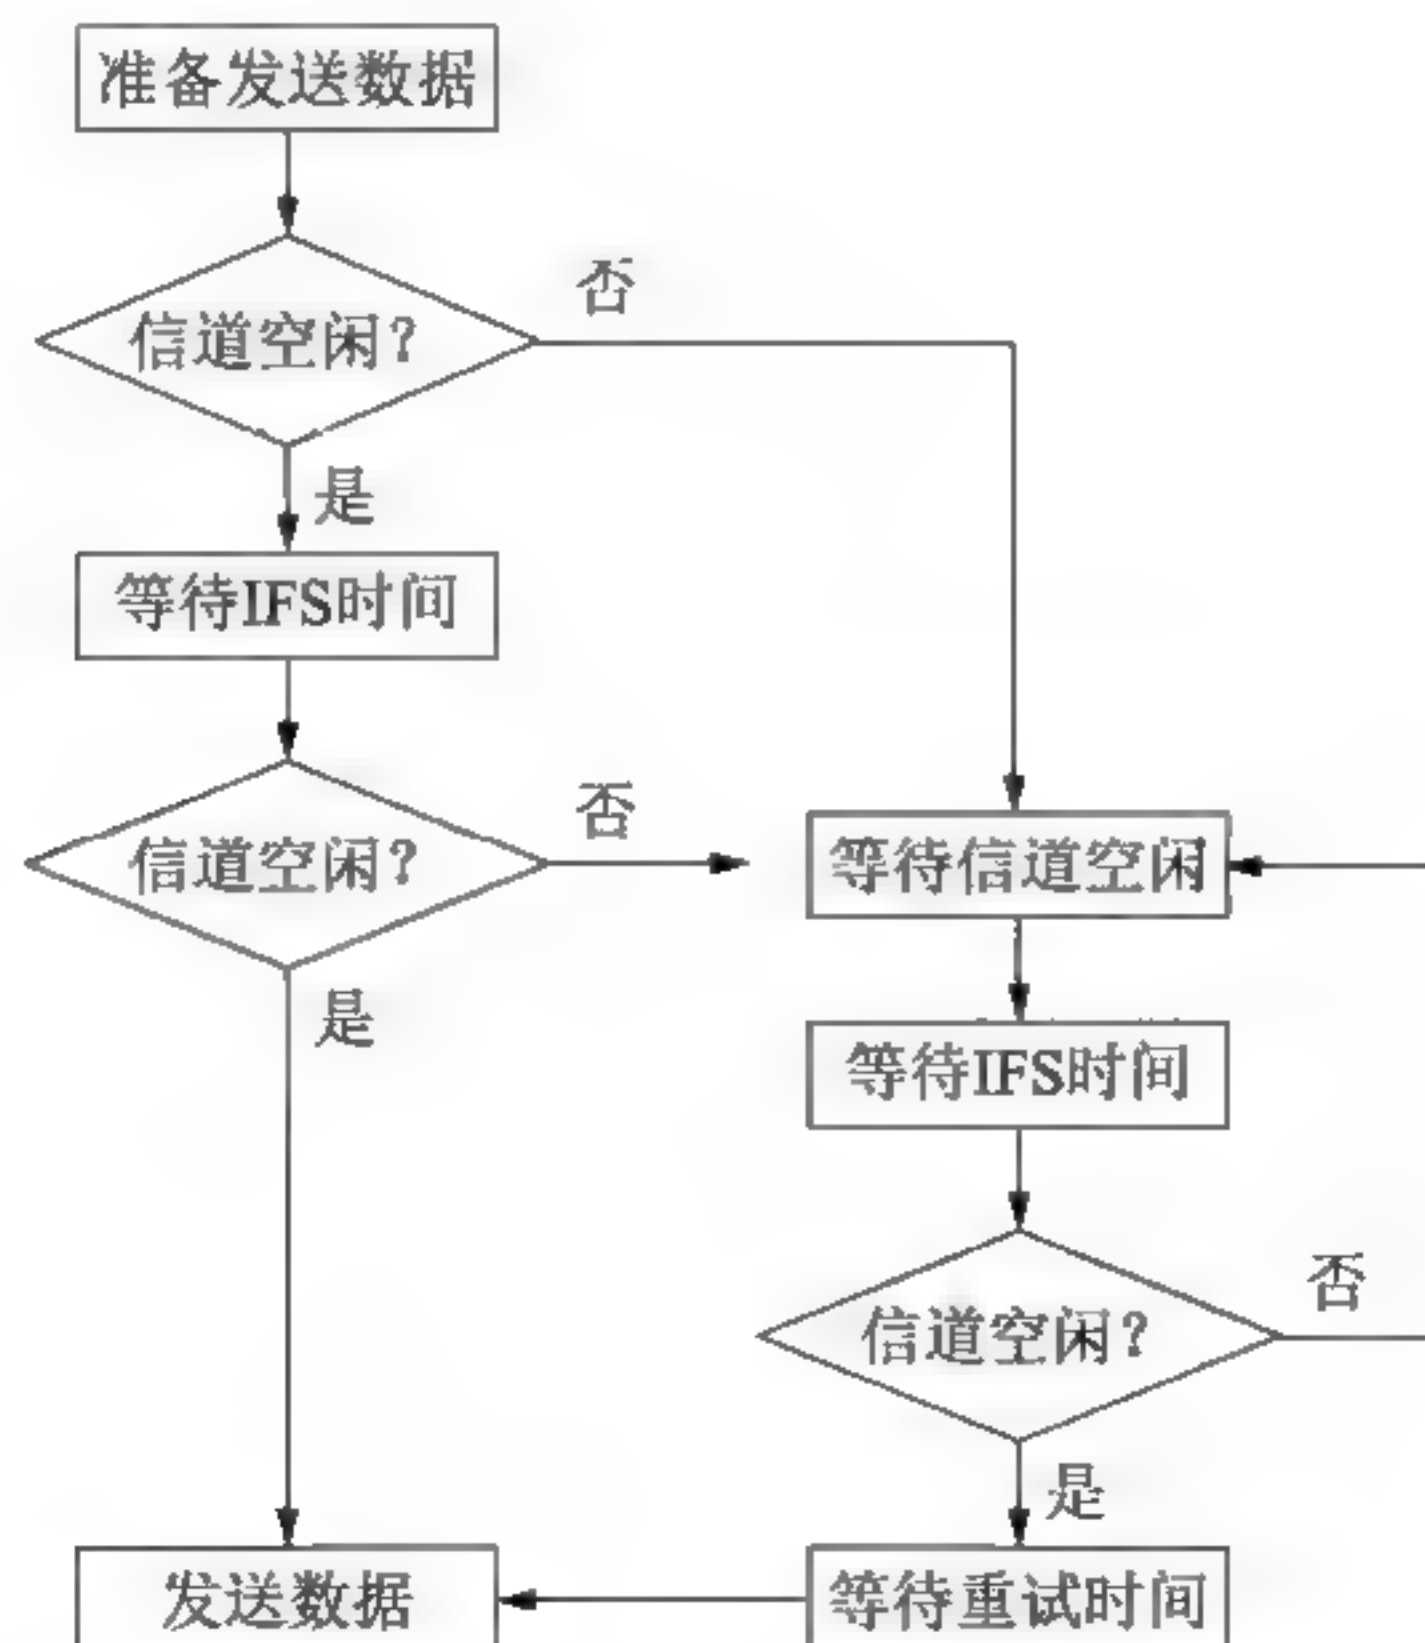 准备发送数据
信道空闲?
否
是
等待IFS时间
信道空闲?
否
是
等待信道空闲
等待IFS时间
信道空闲?
否
是
等待重试时间
发送数据